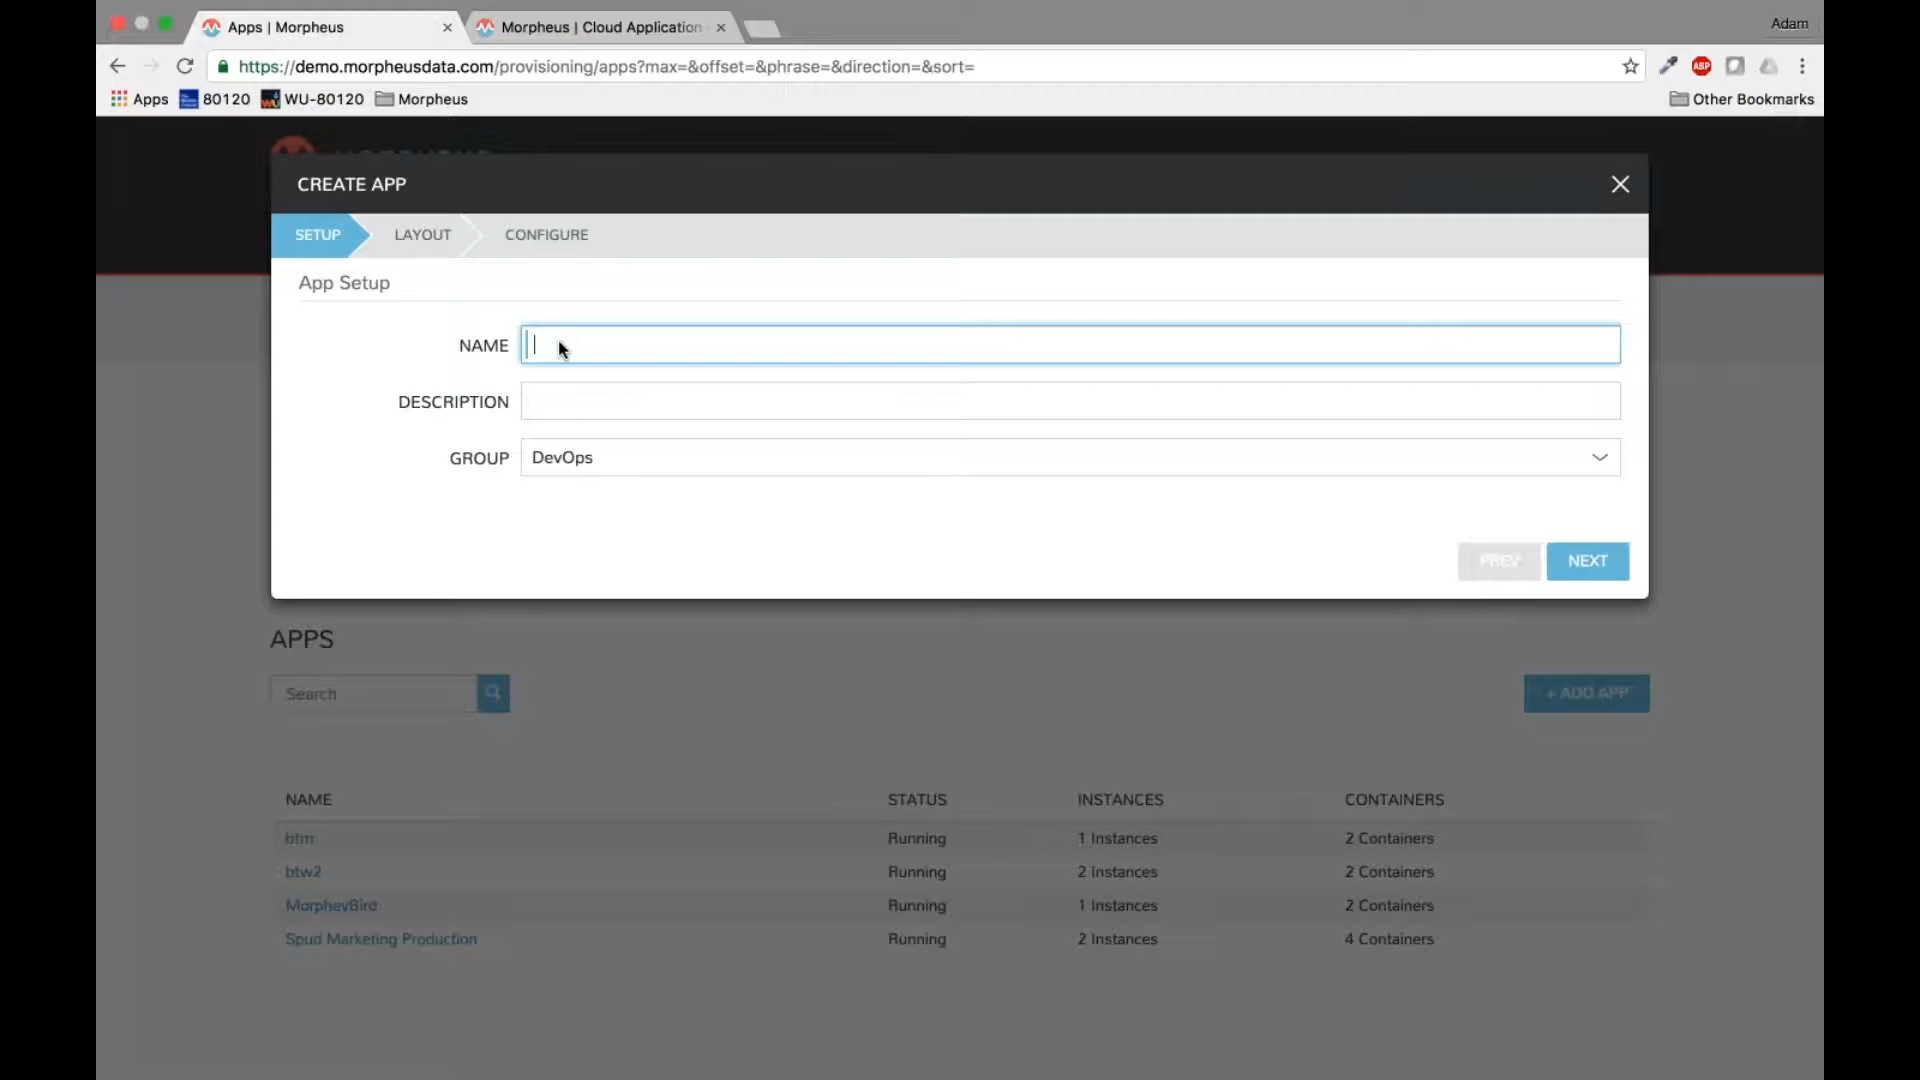 Apps | Morpheus
Morpheus | Cloud Application
Adam
https://demo.morpheusdata.com/provisioning/apps?max=&offset=&phrase=&direction=&sort=
ABP
Apps
80120
WU-80120
Morpheus
Other Bookmarks
CREATE APP
SETUP
LAYOUT
CONFIGURE
App Setup
NAME
DESCRIPTION
GROUP
DevOps
PREV
NEXT
APPS
Search
+ ADD APP
NAME STATUS INSTANCES CONTAINERS
btm Running 1 Instances 2 Containers
btw2 Running 2 Instances 2 Containers
MorpheyBird Running 1 Instances 2 Containers
Spud Marketing Production Running 2 Instances 4 Containers